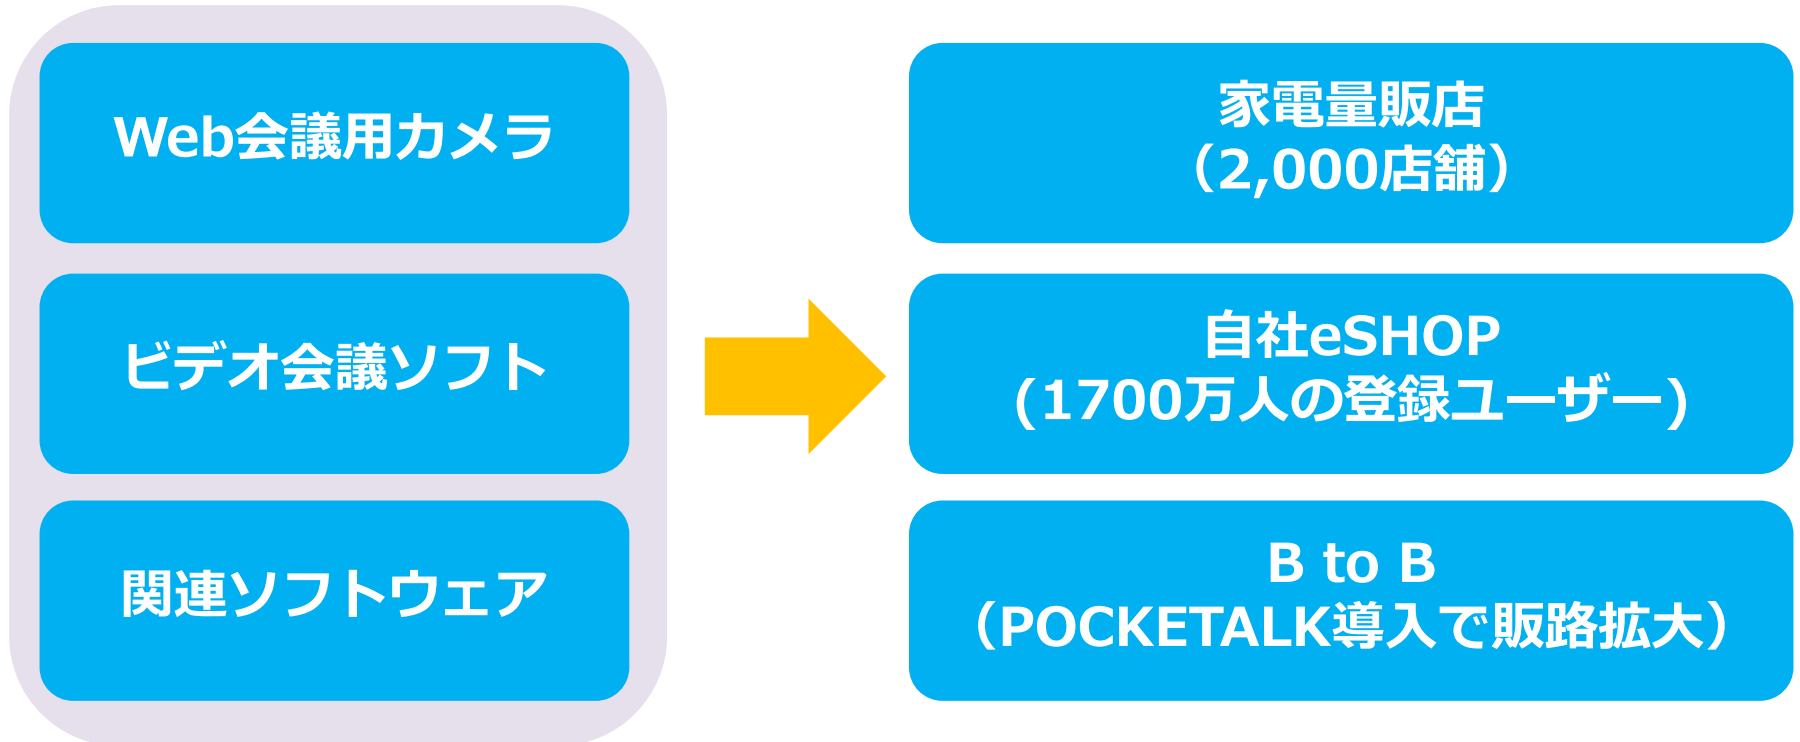 Web会議用カメラ
ビデオ会議ソフト
関連ソフトウェア
家電量販店
（2,000店舗）
自社eSHOP
(1700万人の登録ユーザー)
B to B
（POCKETALK導入で販路拡大）